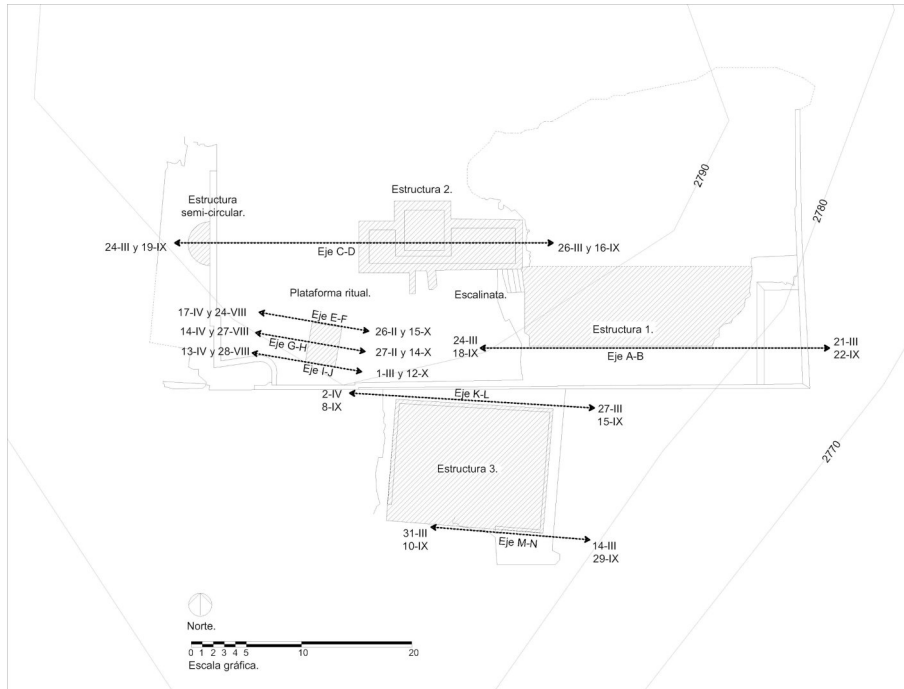 2790
2780
Estructura 2.
Estructura
semi-circular.
24-III y 19-IX
Eje C-D
26-III y 16-IX
Plataforma ritual.
Escalinata.
17-IV y 24-VIII
Eje E-F
26-II y 15-X
14-IV y 27-VIII
Eje G-H
27-II y 14-X
13-IV y 28-VIII
Eje I-J
1-III y 12-X
Estructura 1.
24-III
18-IX
Eje A-B
21-III
22-IX
2-IV
8-IX
Eje K-L
27-III
15-IX
2770
Estructura 3.
31-III
10-IX
Eje M-N
14-III
29-IX
Norte.
0 1 2 3 4 5 10 20
Escala gráfica.